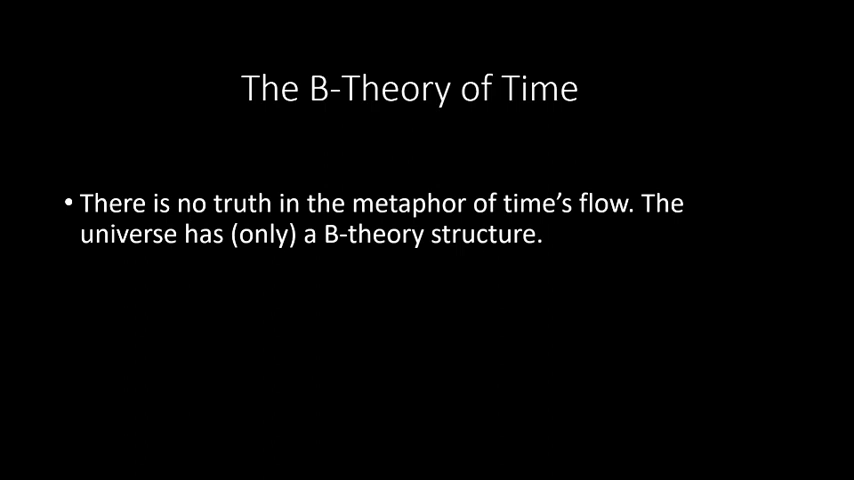 The B-Theory of Time
• There is no truth in the metaphor of time’s flow. The
universe has (only) a B-theory structure.